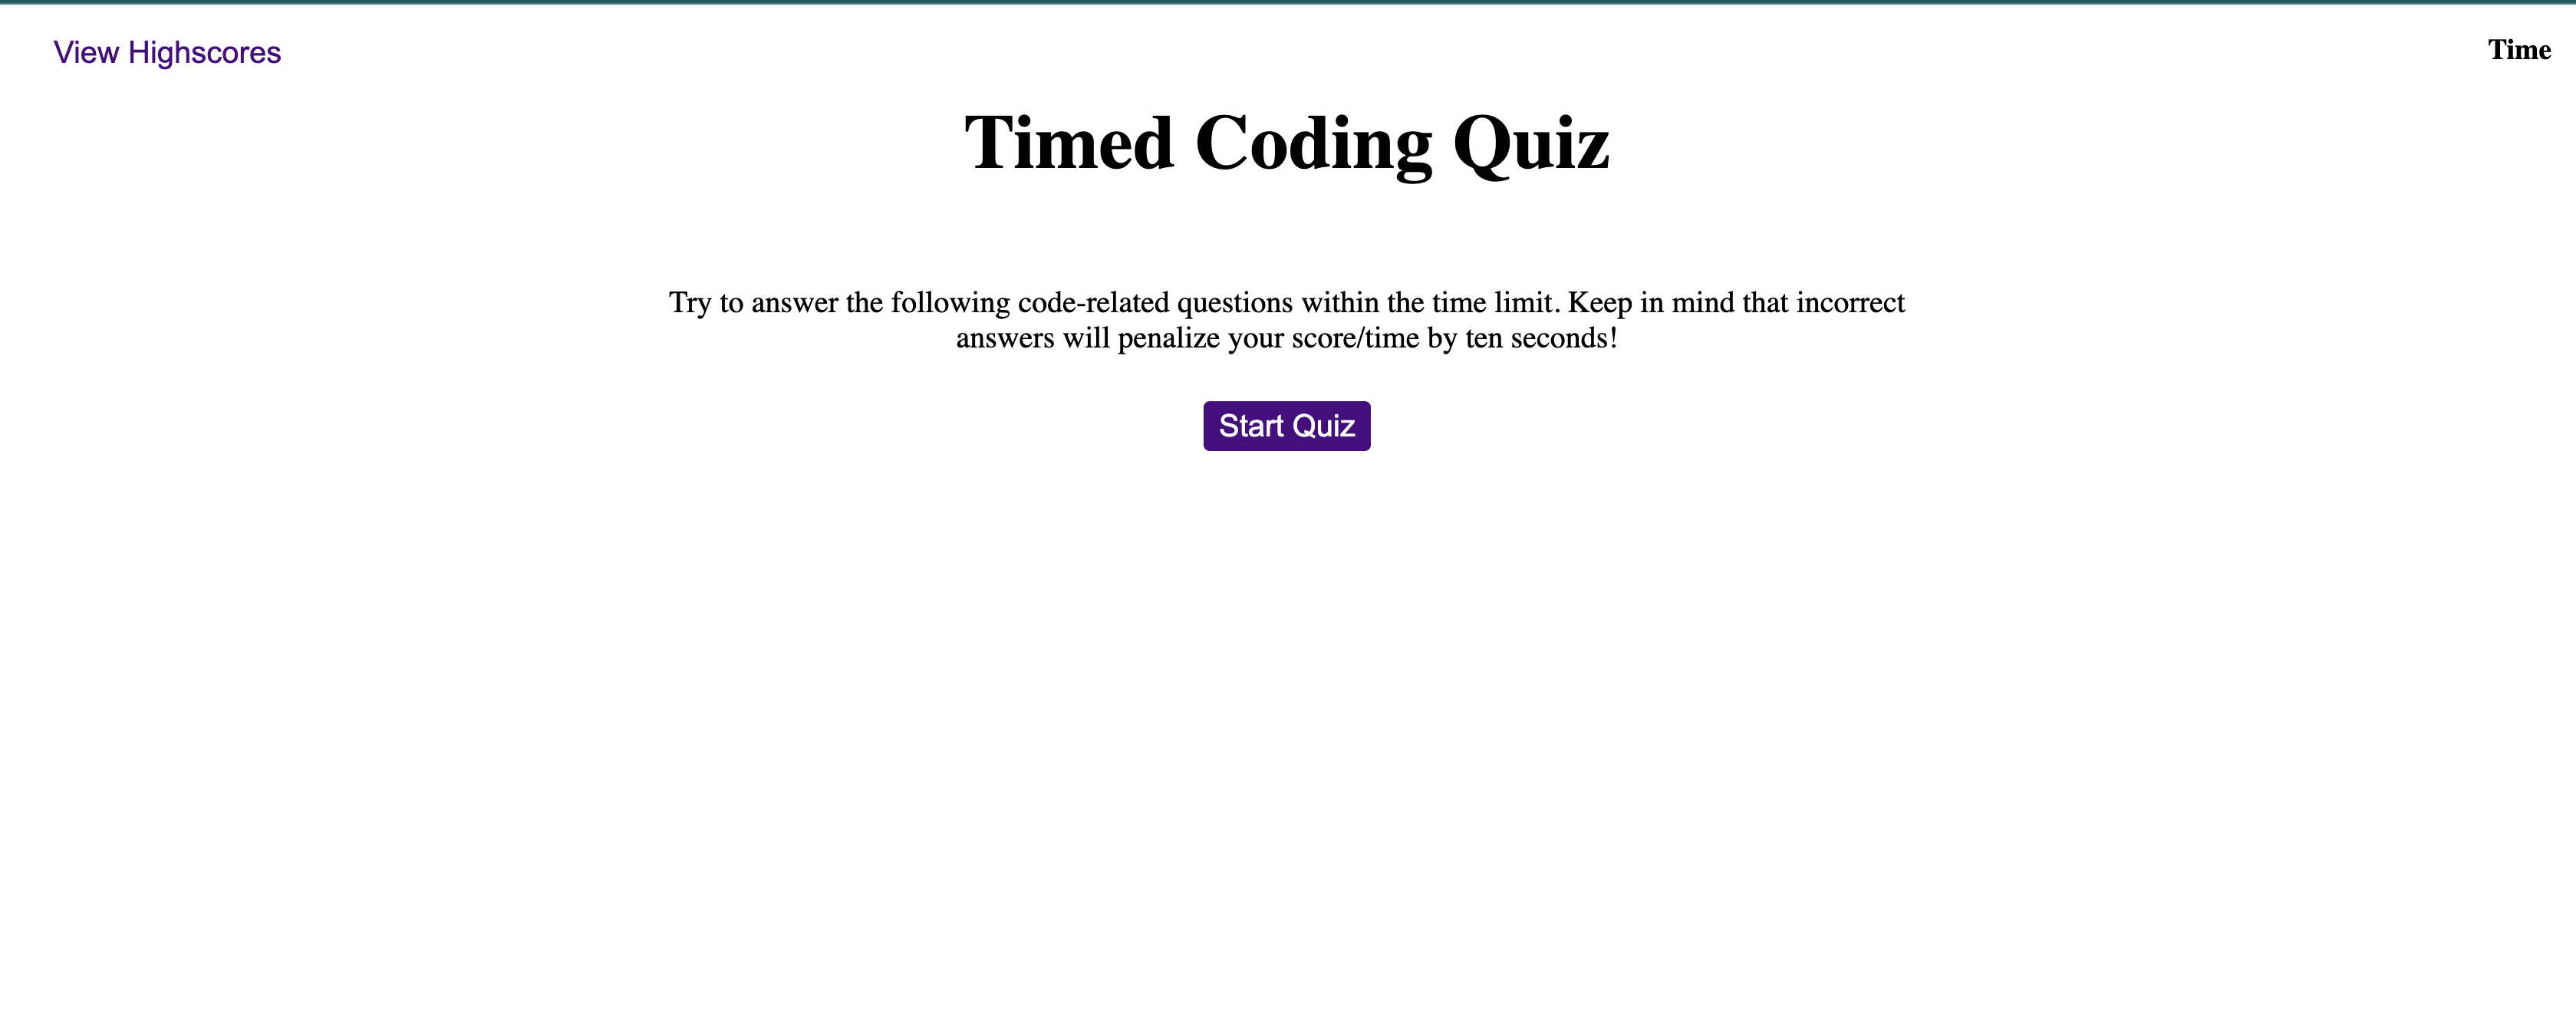 View Highscores
Time
Timed Coding Quiz
Try to answer the following code-related questions within the time limit. Keep in mind that incorrect
answers will penalize your score/time by ten seconds!
Start Quiz